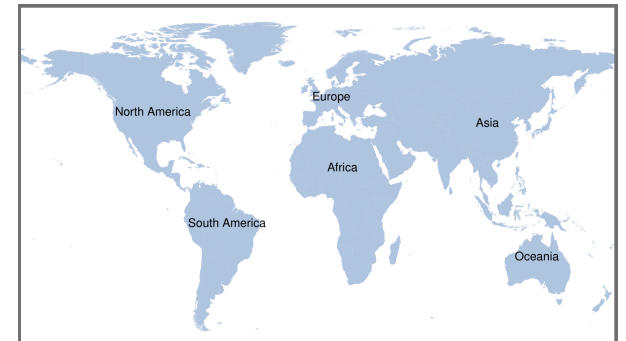 Europe
North America
Asia
Africa
South America
Oceania